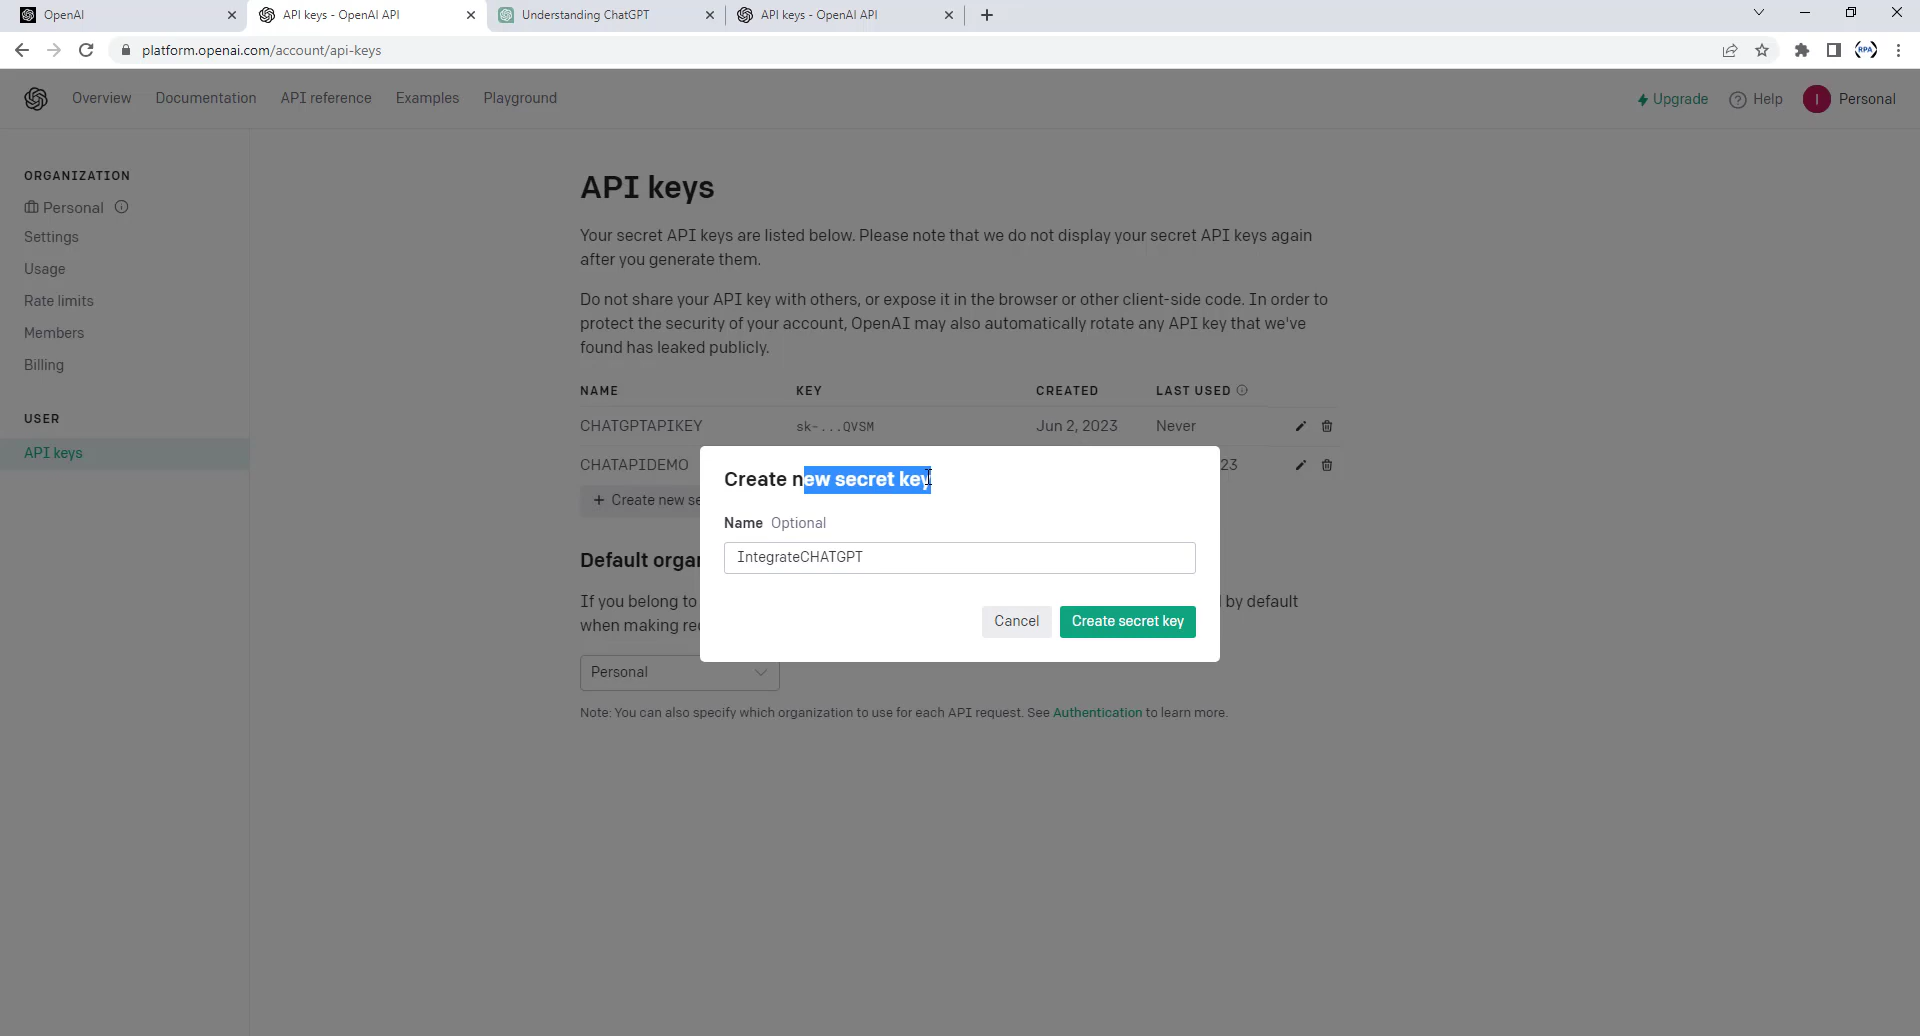 OpenAI
API keys - OpenAI API
Understanding ChatGPT
API keys - OpenAI API
platform.openai.com/account/api-keys
RPA
Overview
Documentation
API reference
Examples
Playground
Upgrade
Help
I
Personal
ORGANIZATION
Personal
Settings
Usage
Rate limits
Members
Billing
USER
API keys
API keys
Your secret API keys are listed below. Please note that we do not display your secret API keys again
after you generate them.
Do not share your API key with others, or expose it in the browser or other client-side code. In order to
protect the security of your account, OpenAI may also automatically rotate any API key that we've
found has leaked publicly.
NAME KEY CREATED LAST USED
CHATGPTAPIKEY sk-...QVSM Jun 2, 2023 Never
CHATAPIDEMO 23
+ Create new se
Default organ
If you belong to by default
when making re
Personal
Note: You can also specify which organization to use for each API request. See Authentication to learn more.
Create new secret key
Name Optional
IntegrateCHATGPT
Cancel
Create secret key